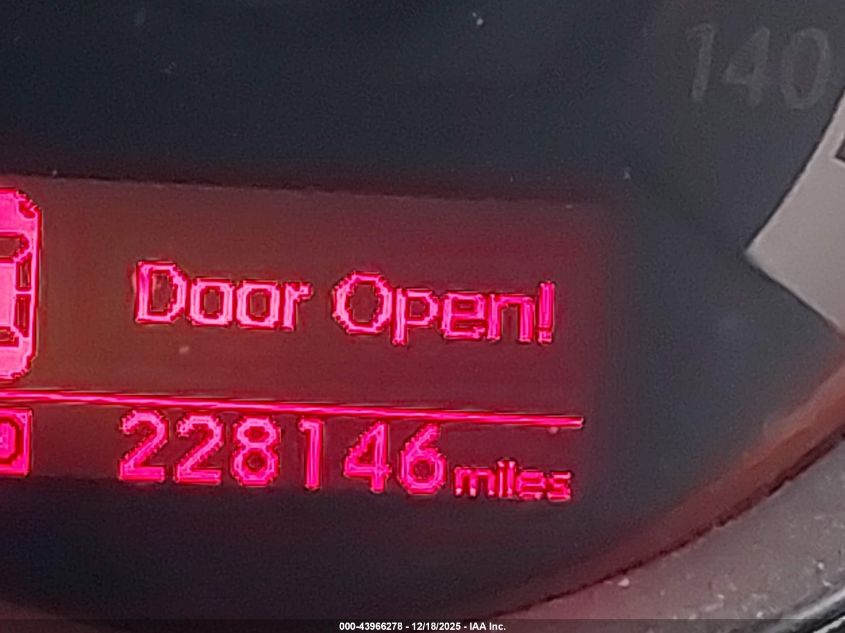 140
Door Open!
228146 miles
000-43966278 - 12/18/2025 - IAA Inc.